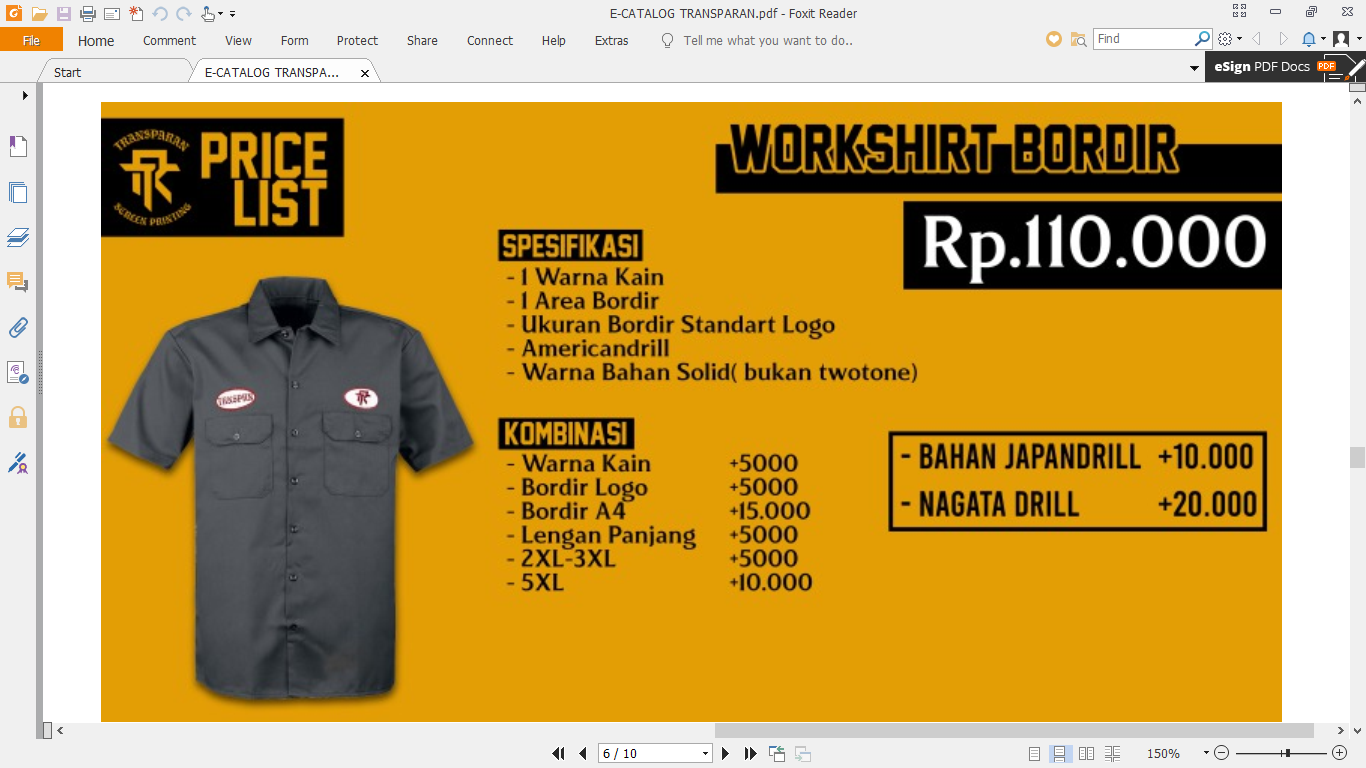 E-CATALOG TRANSPARAN.pdf - Foxit Reader
File Home Comment View Form Protect Share Connect Help Extras Tell me what you want to do.. Find
Start E-CATALOG TRANSPA... eSign PDF Docs PDF
TRANSPARAN
SCREEN PRINTING
PRICE
LIST
WORKSHIRT BORDIR
Rp.110.000
SPESIFIKASI
- 1 Warna Kain
- 1 Area Bordir
- Ukuran Bordir Standart Logo
- Americandrill
- Warna Bahan Solid( bukan twotone)
KOMBINASI
- Warna Kain +5000
- Bordir Logo +5000
- Bordir A4 +15.000
- Lengan Panjang +5000
- 2XL-3XL +5000
- 5XL +10.000
- BAHAN JAPANDRILL +10.000
- NAGATA DRILL +20.000
6 / 10
150%